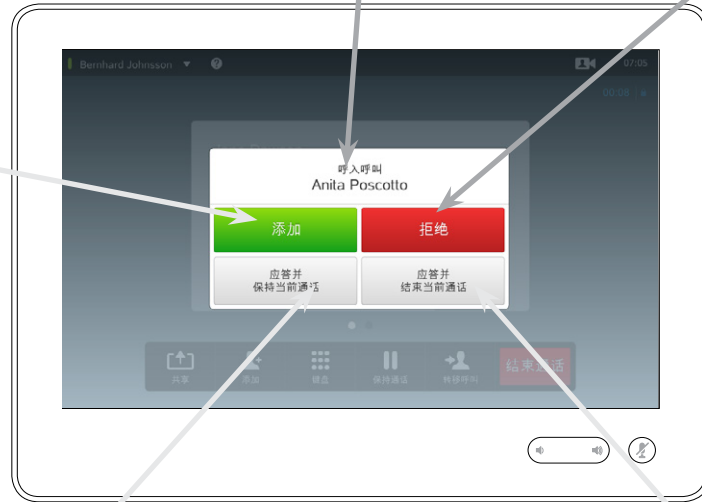 Bernhard Johnsson
07:05
00:08
呼入呼叫
Anita Poscotto
添加
拒绝
应答并
保持当前通话
应答并
结束当前通话
共享
添加
键盘
保持通话
转移呼叫
结束通话